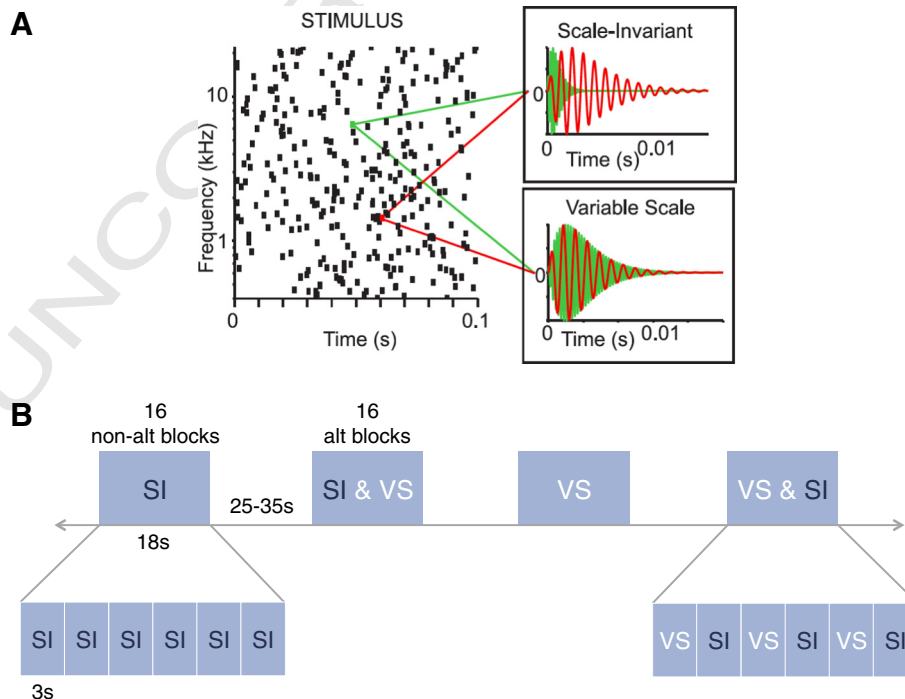 A
STIMULUS
Frequency (kHz)
10
1
0
0.1
Time (s)
Scale-Invariant
0
0
0.01
Time (s)
Variable Scale
0
0
0.01
Time (s)
UNCO
B
16
non-alt blocks
16
alt blocks
SI
25-35s
SI & VS
VS
VS & SI
18s
SI SI SI SI SI SI
VS SI VS SI VS SI
3s